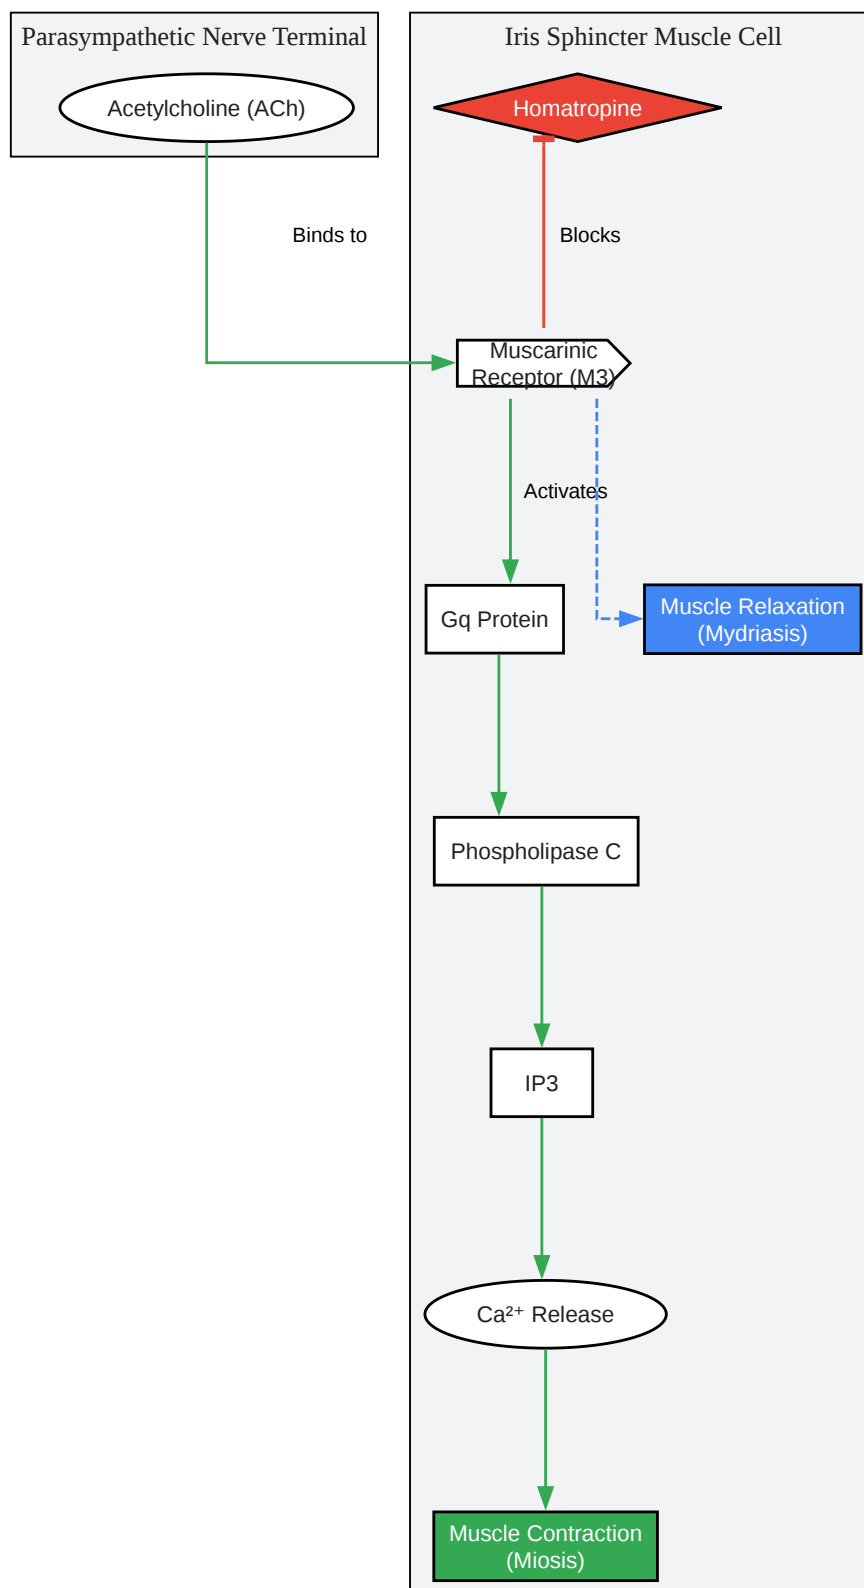 Parasympathetic Nerve Terminal
Iris Sphincter Muscle Cell
Acetylcholine (ACh)
Homatropine
Binds to
Blocks
Muscarinic
Receptor (M3)
Activates
Gq Protein
Muscle Relaxation
(Mydriasis)
Phospholipase C
IP3
Ca²⁺ Release
Muscle Contraction
(Miosis)